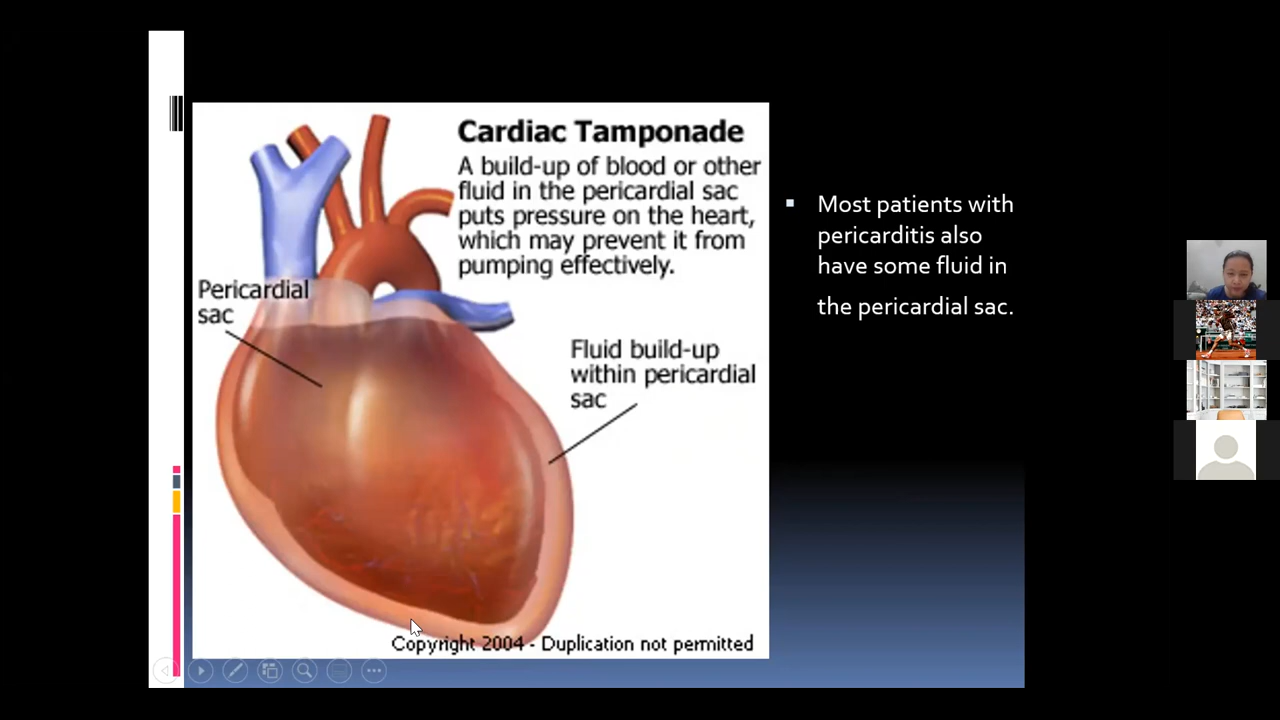 Cardiac Tamponade
A build-up of blood or other
fluid in the pericardial sac
puts pressure on the heart,
which may prevent it from
pumping effectively.
Pericardial
sac
Fluid build-up
within pericardial
sac
Copyright 2004 - Duplication not permitted
Most patients with
pericarditis also
have some fluid in
the pericardial sac.